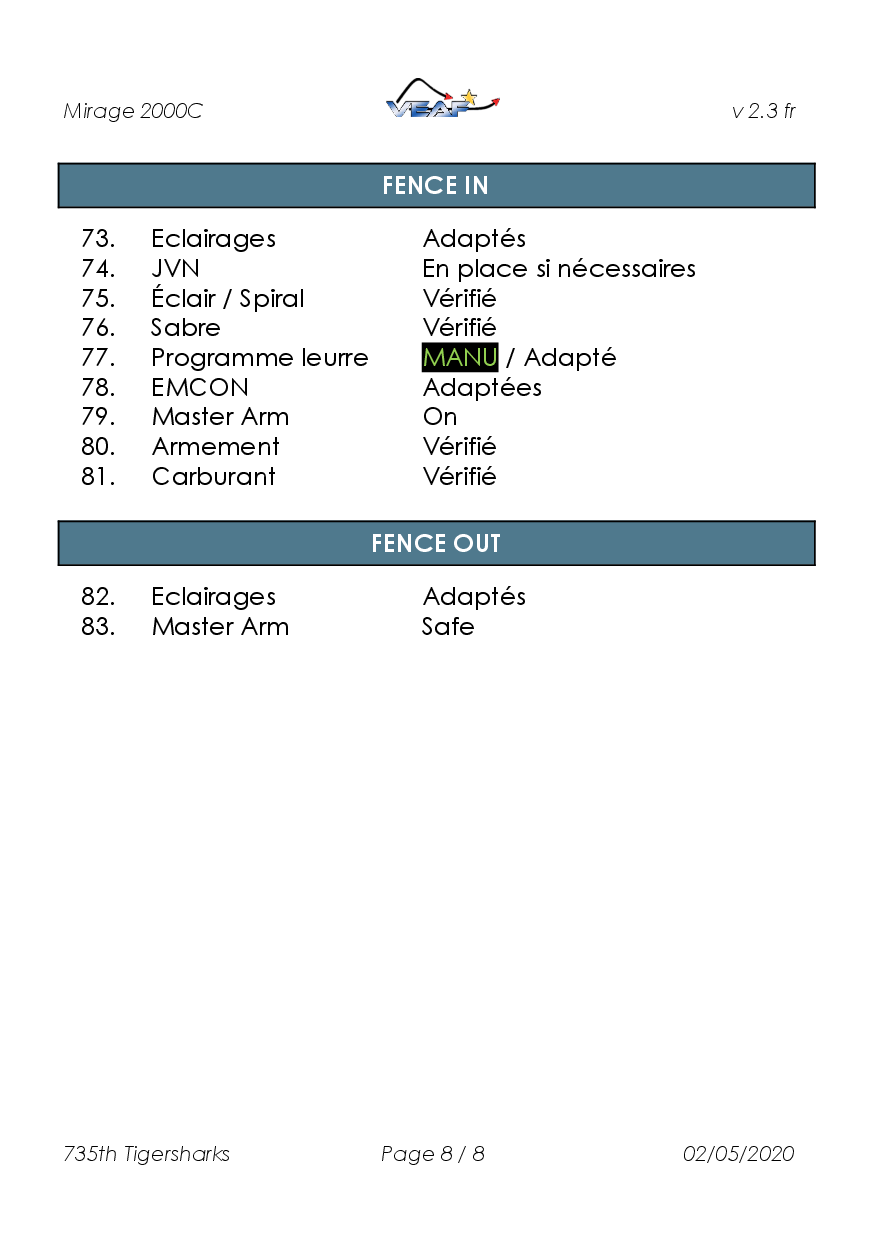 Mirage 2000C VEAF v 2.3 fr
FENCE IN
73. Eclairages Adaptés
74. JVN En place si nécessaires
75. Éclair / Spiral Vérifié
76. Sabre Vérifié
77. Programme leurre MANU / Adapté
78. EMCON Adaptées
79. Master Arm On
80. Armement Vérifié
81. Carburant Vérifié
FENCE OUT
82. Eclairages Adaptés
83. Master Arm Safe
735th Tigersharks Page 8 / 8 02/05/2020